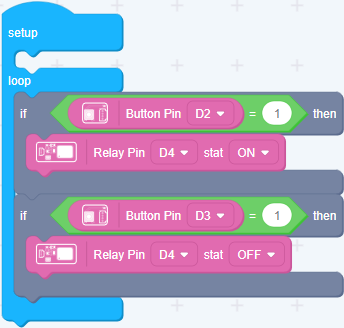 setup
loop
if Button Pin D2 = 1 then
Relay Pin D4 stat ON
if Button Pin D3 = 1 then
Relay Pin D4 stat OFF